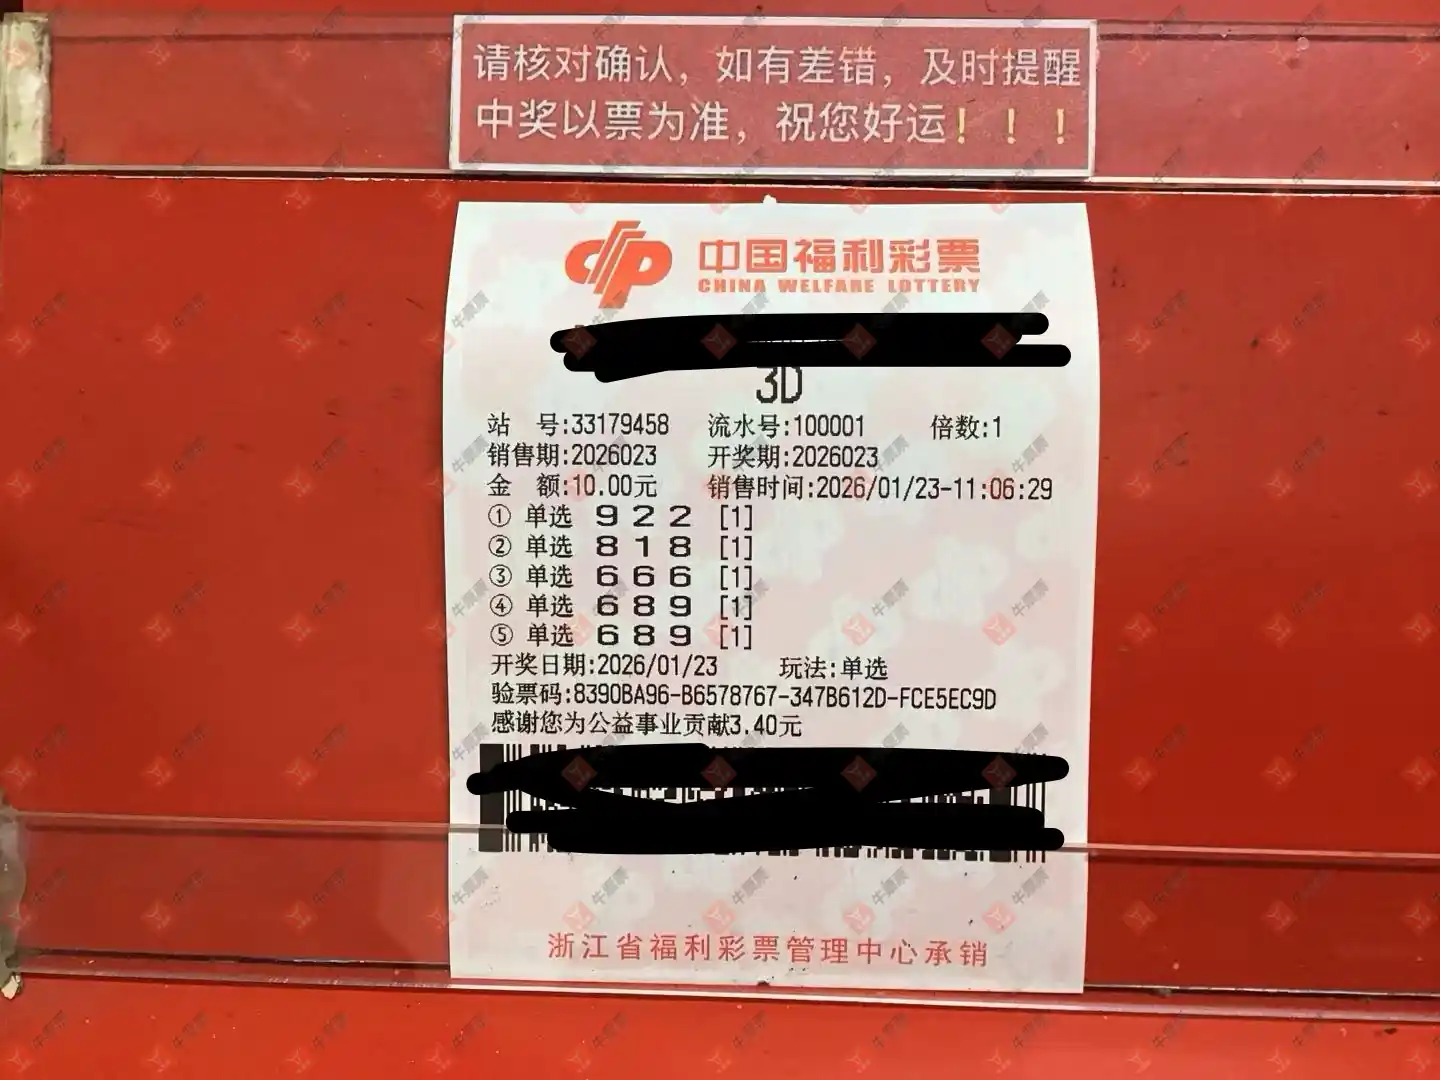 请核对确认，如有差错，及时提醒
中奖以票为准，祝您好运！！！
中国福利彩票
CHINA WELFARE LOTTERY
3D
站 号:33179458 流水号:100001 倍数:1
销售期:2026023 开奖期:2026023
金 额:10.00元 销售时间:2026/01/23-11:06:29
① 单选 9 2 2 [1]
② 单选 8 1 8 [1]
③ 单选 6 6 6 [1]
④ 单选 6 8 9 [1]
⑤ 单选 6 8 9 [1]
开奖日期:2026/01/23 玩法:单选
验票码:8390BA96-B6578767-347B612D-FCE5EC9D
感谢您为公益事业贡献3.40元
浙江省福利彩票管理中心承销